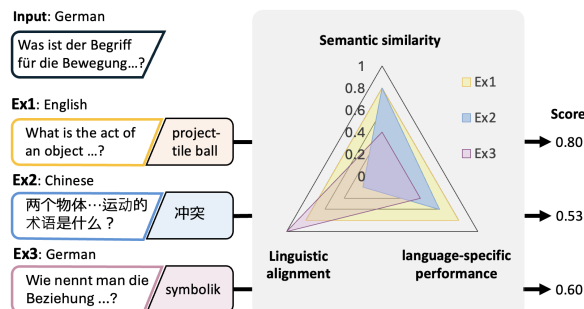 Input: German
Was ist der Begriff
für die Bewegung...?
Ex1: English
What is the act of
an object ...?
project-
tile ball
Ex2: Chinese
两个物体…运动的
术语是什么？
冲突
Ex3: German
Wie nennt man die
Beziehung ...?
symbolik
Semantic similarity
1
0.8
0.6
0.4
0.2
0
Ex1
Ex2
Ex3
Linguistic
alignment
language-specific
performance
Score
0.80
0.53
0.60